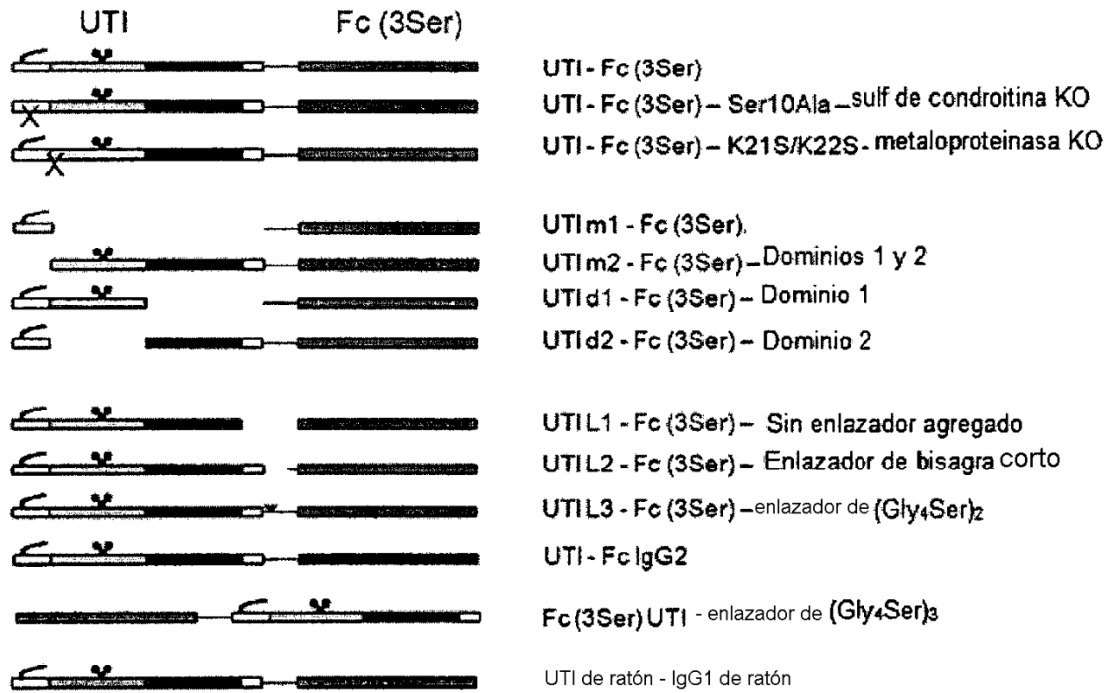 UTI Fc (3Ser)
UTI - Fc (3Ser)
UTI - Fc (3Ser) – Ser10Ala – sulf de condroitina KO
UTI - Fc (3Ser) – K21S/K22S - metaloproteinasa KO
UTI m1 - Fc (3Ser).
UTI m2 - Fc (3Ser) – Dominios 1 y 2
UTI d1 - Fc (3Ser) – Dominio 1
UTI d2 - Fc (3Ser) – Dominio 2
UTI L1 - Fc (3Ser) – Sin enlazador agregado
UTI L2 - Fc (3Ser) – Enlazador de bisagra corto
UTI L3 - Fc (3Ser) – enlazador de (Gly₄Ser)₂
UTI - Fc IgG2
Fc (3Ser) UTI - enlazador de (Gly₄Ser)₃
UTI de ratón - IgG1 de ratón